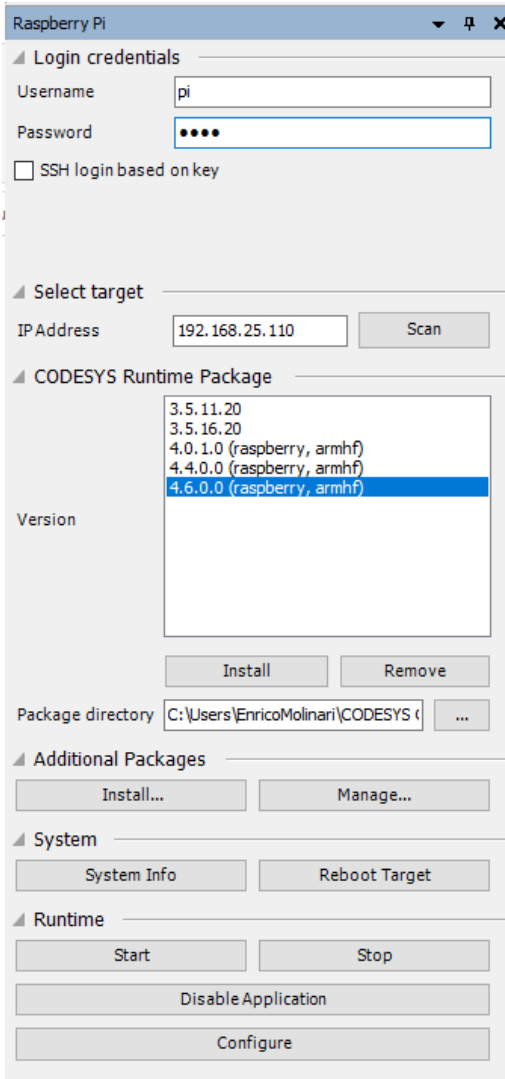 Raspberry Pi
Login credentials
Username pi
Password ••••
SSH login based on key
Select target
IP Address 192.168.25.110 Scan
CODESYS Runtime Package
3.5.11.20
3.5.16.20
4.0.1.0 (raspberry, armhf)
4.4.0.0 (raspberry, armhf)
4.6.0.0 (raspberry, armhf)
Version
Install Remove
Package directory C:\Users\EnricoMolinari\CODESYS ...
Additional Packages
Install... Manage...
System
System Info Reboot Target
Runtime
Start Stop
Disable Application
Configure